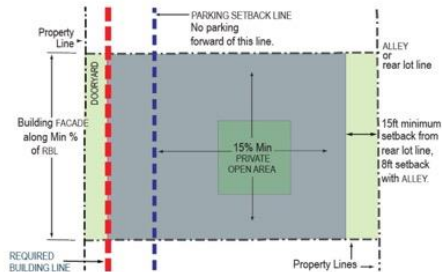 PARKING SETBACK LINE
No parking
forward of this line.
Property
Line
ALLEY
or
rear lot line
DOORYARD
Building FACADE
along Min %
of RBL
15% Min
PRIVATE
OPEN AREA
15ft minimum
setback from
rear lot line,
8ft setback
with ALLEY.
REQUIRED
BUILDING LINE
Property Lines